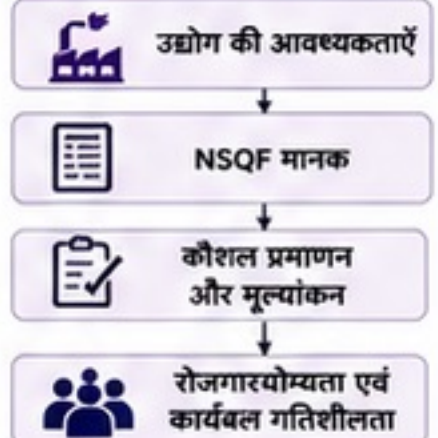 उद्योग की आवश्यकताएँ
NSQF मानक
कौशल प्रमाणन
और मूल्यांकन
रोजगारयोग्यता एवं
कार्यबल गतिशीलता